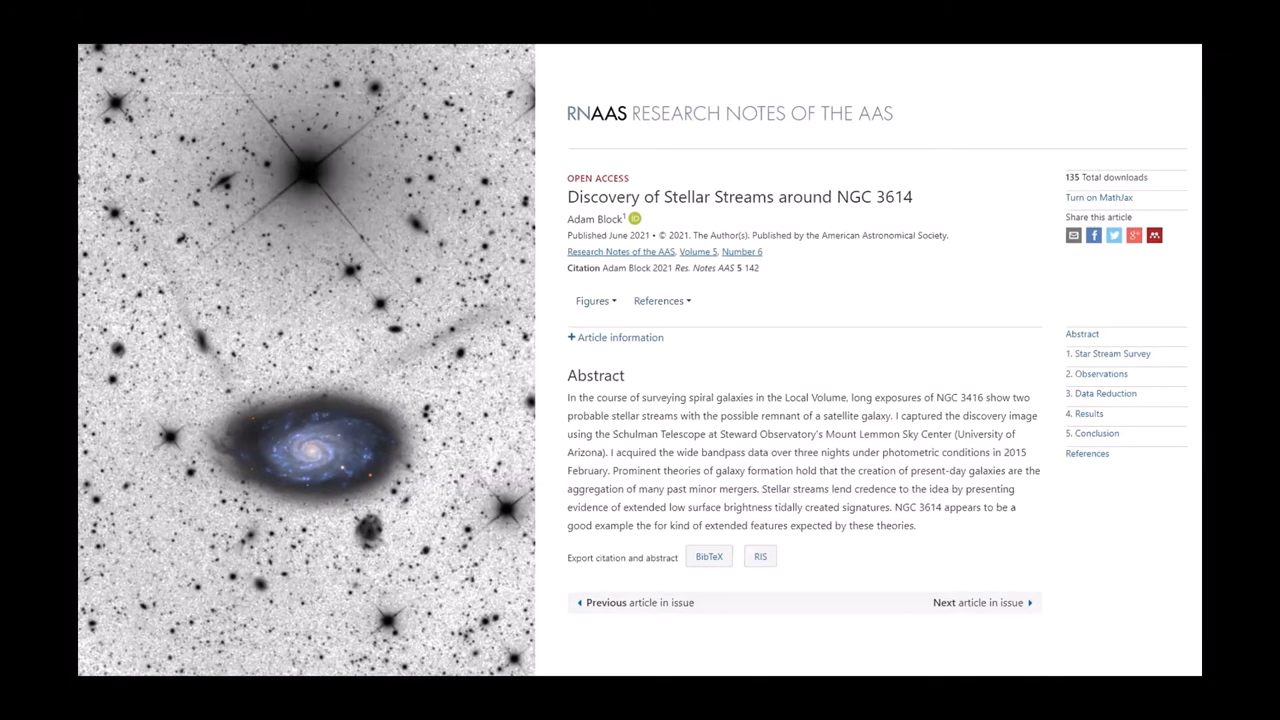 RNAAS RESEARCH NOTES OF THE AAS
OPEN ACCESS
Discovery of Stellar Streams around NGC 3614
Adam Block1 iD
Published June 2021 • © 2021. The Author(s). Published by the American Astronomical Society.
Research Notes of the AAS, Volume 5, Number 6
Citation Adam Block 2021 Res. Notes AAS 5 142
Figures References
+ Article information
Abstract
In the course of surveying spiral galaxies in the Local Volume, long exposures of NGC 3416 show two
probable stellar streams with the possible remnant of a satellite galaxy. I captured the discovery image
using the Schulman Telescope at Steward Observatory's Mount Lemmon Sky Center (University of
Arizona). I acquired the wide bandpass data over three nights under photometric conditions in 2015
February. Prominent theories of galaxy formation hold that the creation of present-day galaxies are the
aggregation of many past minor mergers. Stellar streams lend credence to the idea by presenting
evidence of extended low surface brightness tidally created signatures. NGC 3614 appears to be a
good example the for kind of extended features expected by these theories.
Export citation and abstract BibTeX RIS
Previous article in issue Next article in issue
135 Total downloads
Turn on MathJax
Share this article
Abstract
1. Star Stream Survey
2. Observations
3. Data Reduction
4. Results
5. Conclusion
References